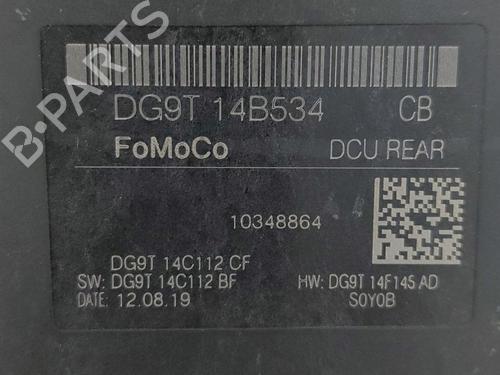 DG9T 14B534 CB
FoMoCo DCU REAR
10348864
DG9T 14C112 CF
SW: DG9T 14C112 BF HW: DG9T 14F145 AD
DATE: 12.08.19 S0Y0B
B-PARTS